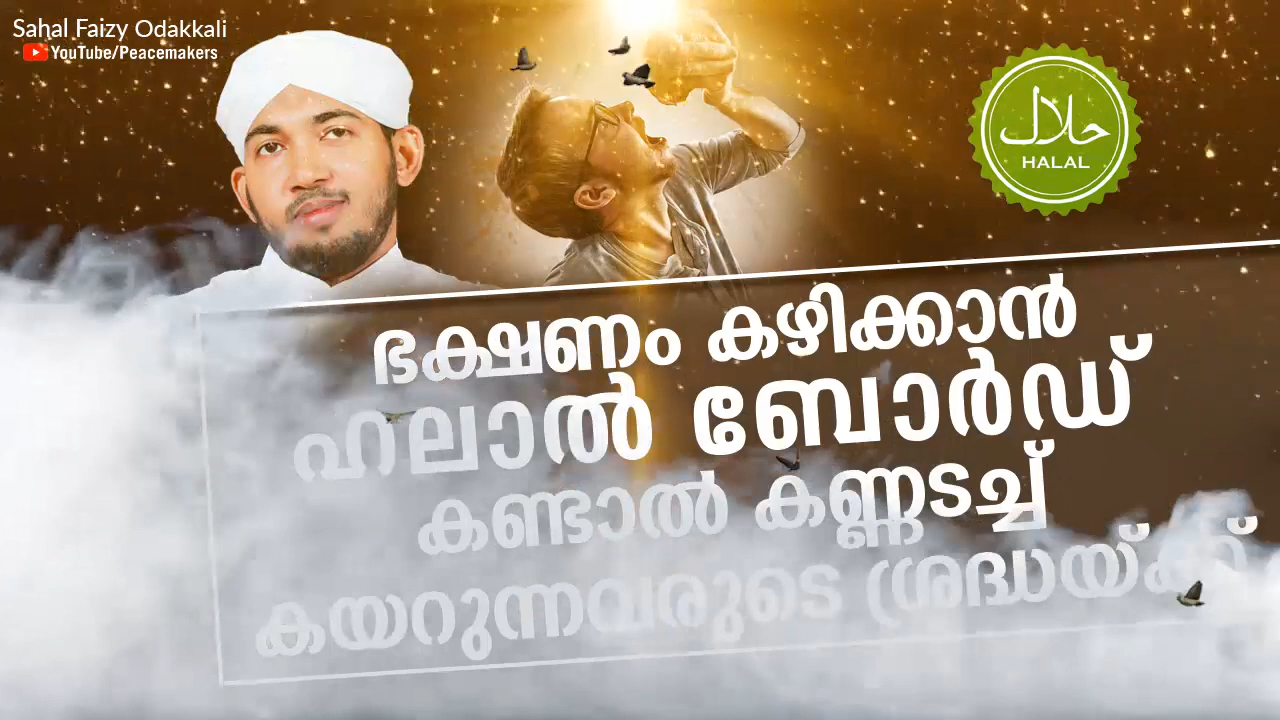 Sahal Faizy Odakkali
YouTube/Peacemakers
حلال
HALAL
ഭക്ഷണം കഴിക്കാൻ
ഹലാൽ ബോർഡ്
കണ്ടാൽ കണ്ണടച്ച്
കയറുന്നവരുടെ ശ്രദ്ധയ്ക്ക്